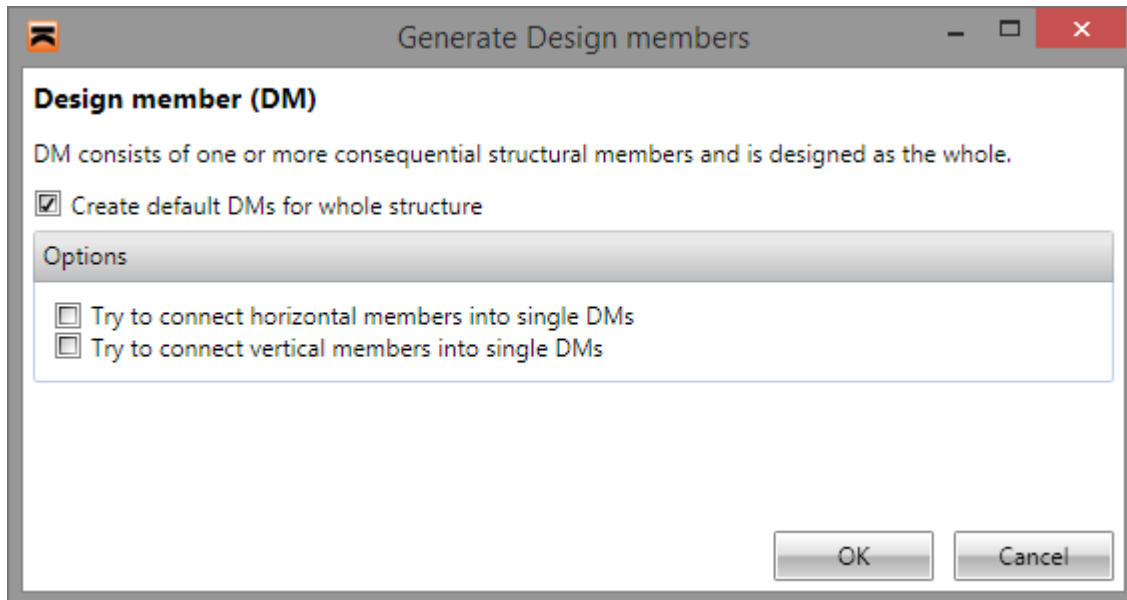 Generate Design members
Design member (DM)
DM consists of one or more consequential structural members and is designed as the whole.
Create default DMs for whole structure
Options
Try to connect horizontal members into single DMs
Try to connect vertical members into single DMs
OK
Cancel